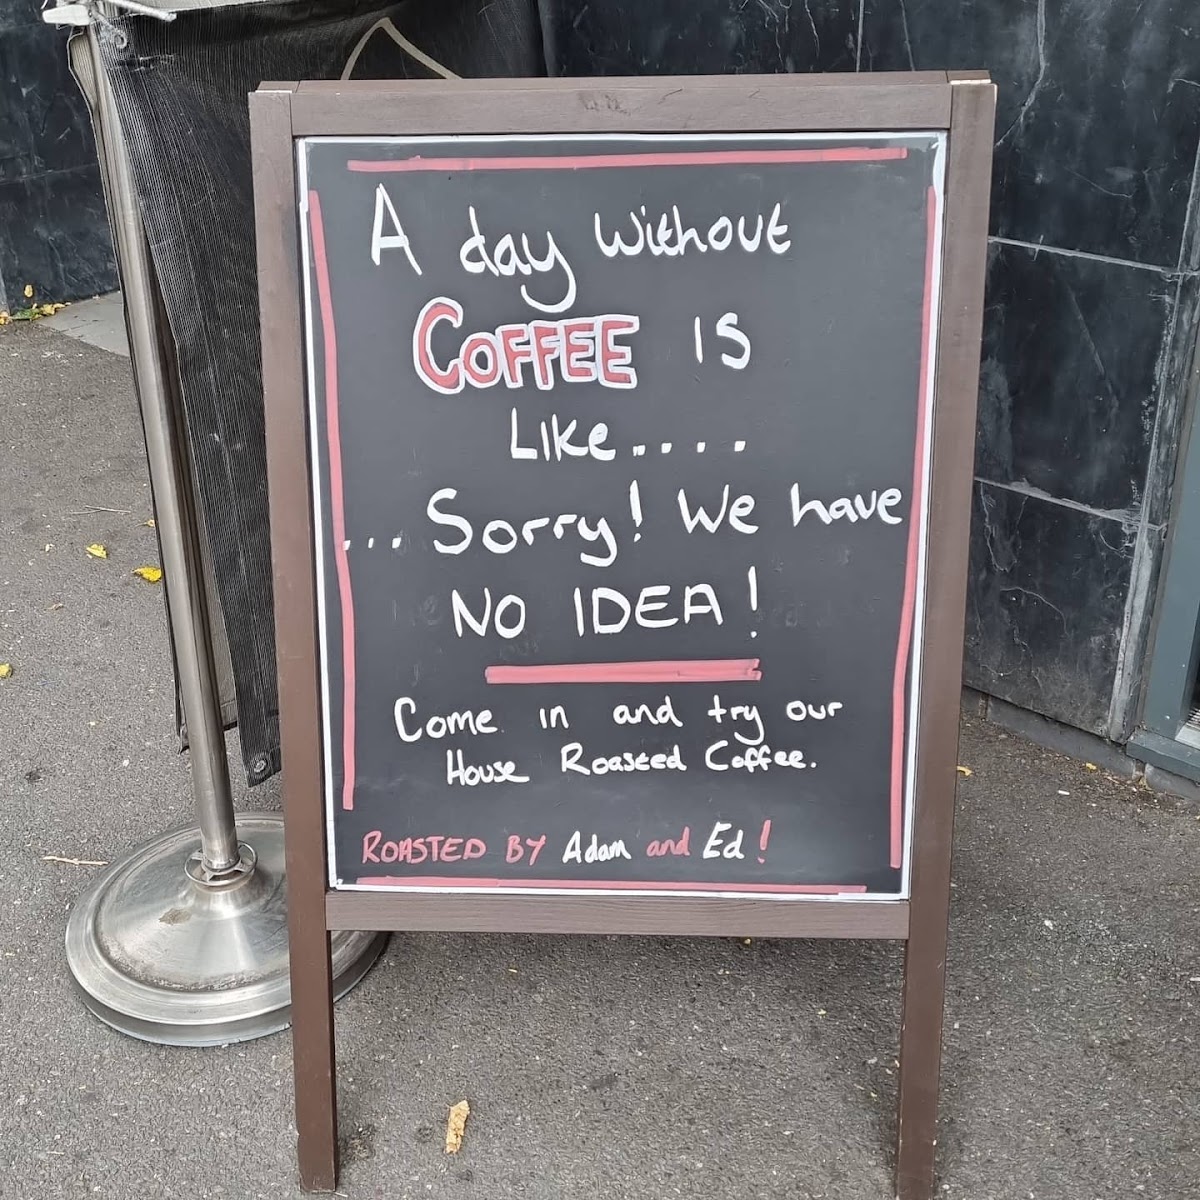 A day without
COFFEE IS
Like....
...Sorry! We have
NO IDEA!
Come in and try our
House Roasted Coffee.
ROASTED BY Adam and Ed!